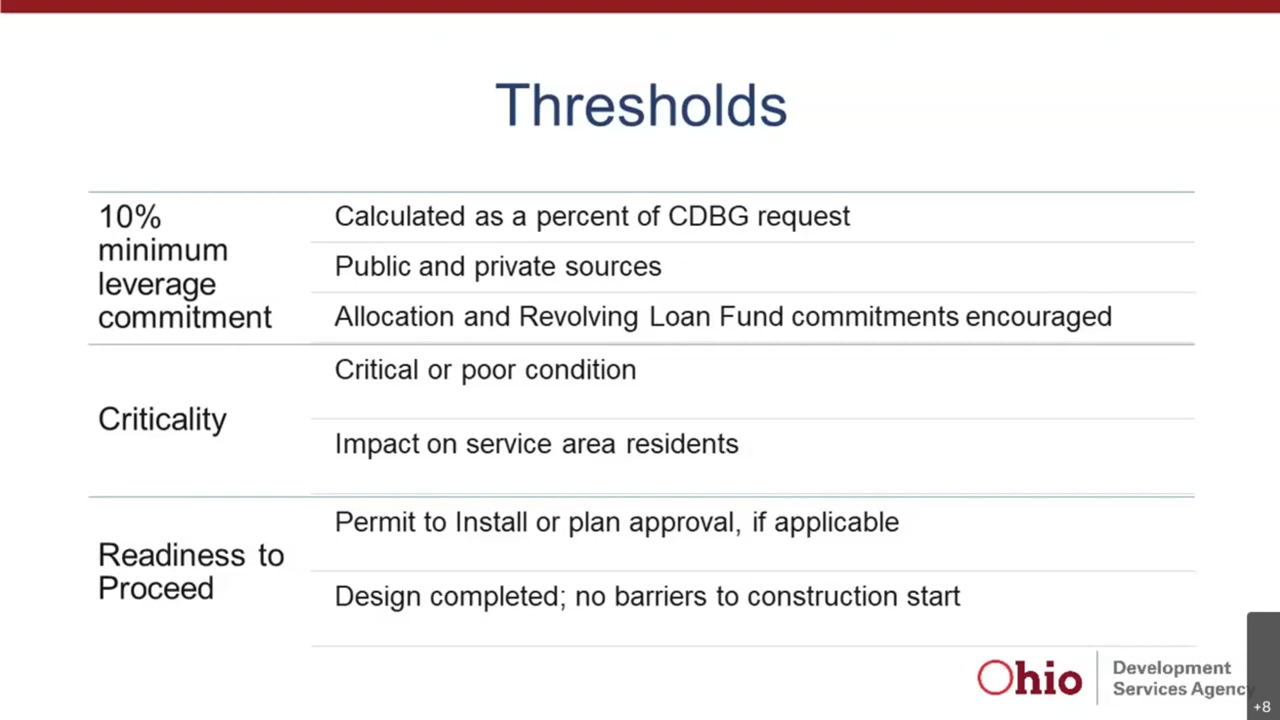 Thresholds
10%
minimum
leverage
commitment
Calculated as a percent of CDBG request
Public and private sources
Allocation and Revolving Loan Fund commitments encouraged
Criticality
Critical or poor condition
Impact on service area residents
Readiness to
Proceed
Permit to Install or plan approval, if applicable
Design completed; no barriers to construction start
Ohio
Development
Services Agency
+8